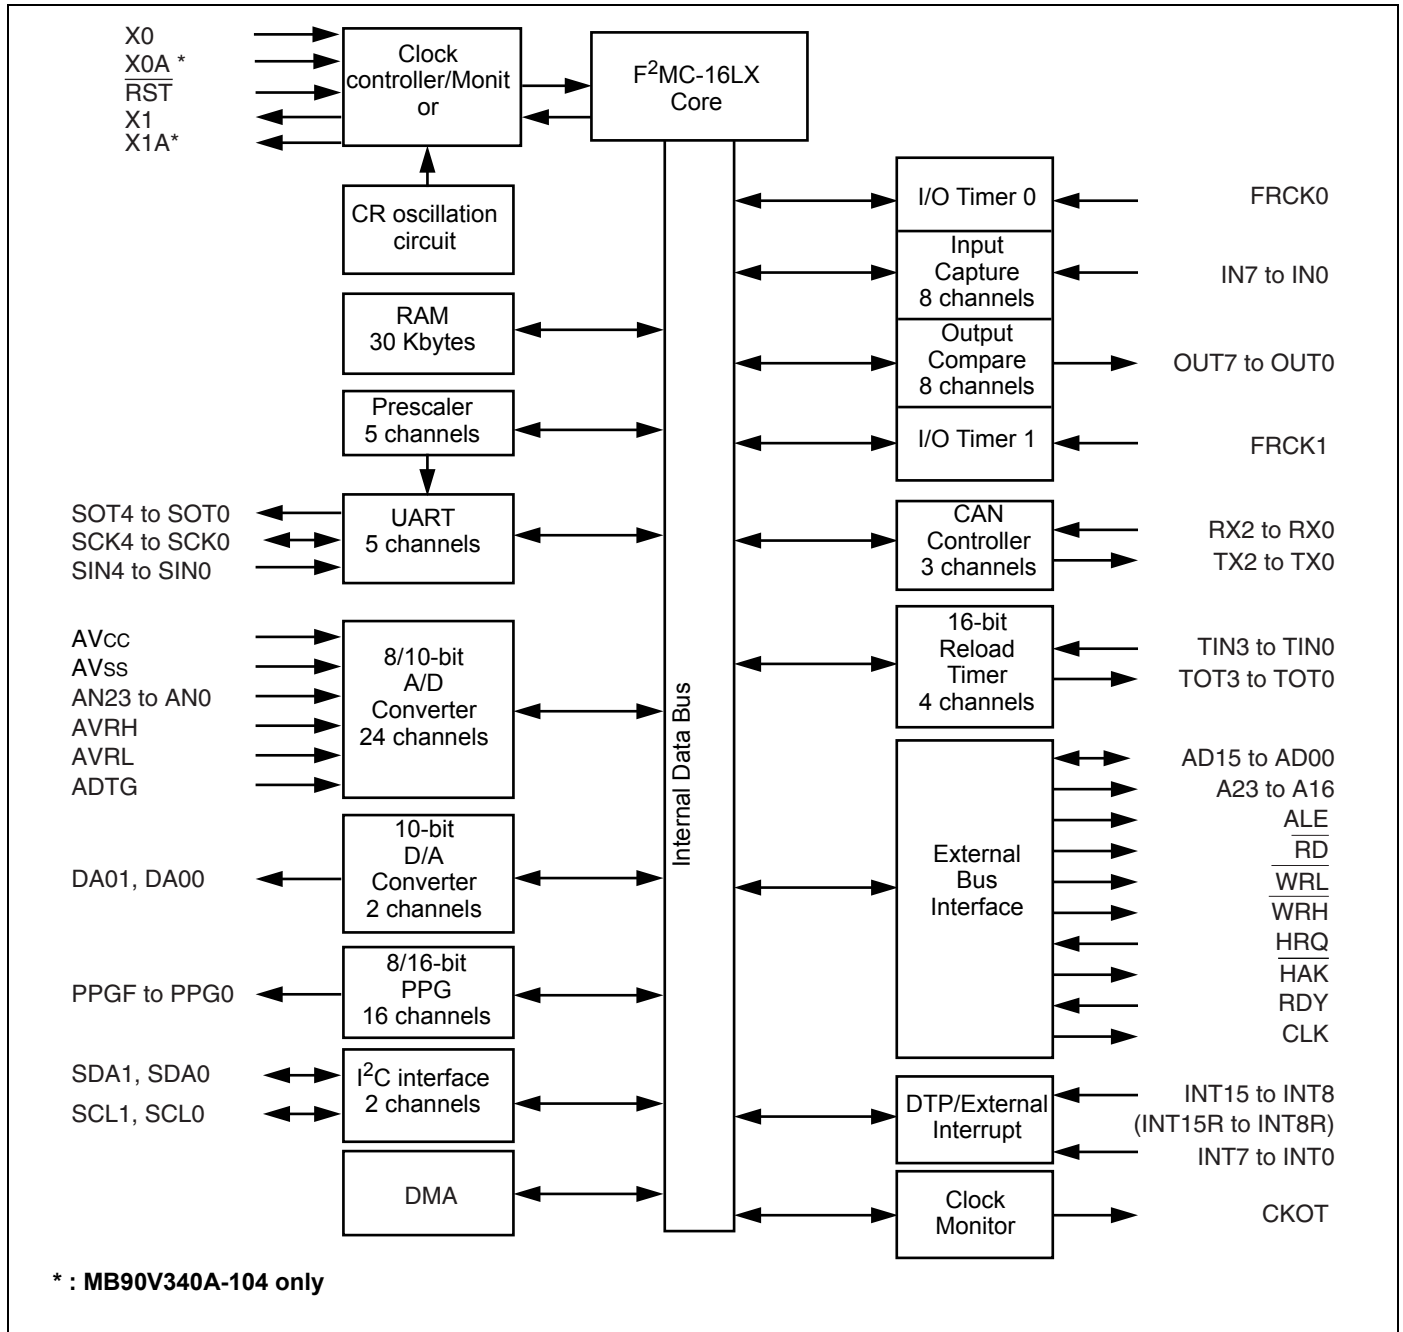 X0
X0A *
RST
X1
X1A*
Clock
controller/Monit
or
F2MC-16LX
Core
CR oscillation
circuit
RAM
30 Kbytes
Prescaler
5 channels
SOT4 to SOT0
SCK4 to SCK0
SIN4 to SIN0
UART
5 channels
AVCC
AVSS
AN23 to AN0
AVRH
AVRL
ADTG
8/10-bit
A/D
Converter
24 channels
DA01, DA00
10-bit
D/A
Converter
2 channels
PPGF to PPG0
8/16-bit
PPG
16 channels
SDA1, SDA0
SCL1, SCL0
I2C interface
2 channels
DMA
Internal Data Bus
I/O Timer 0
FRCK0
Input
Capture
8 channels
IN7 to IN0
Output
Compare
8 channels
OUT7 to OUT0
I/O Timer 1
FRCK1
CAN
Controller
3 channels
RX2 to RX0
TX2 to TX0
16-bit
Reload
Timer
4 channels
TIN3 to TIN0
TOT3 to TOT0
External
Bus
Interface
AD15 to AD00
A23 to A16
ALE
RD
WRL
WRH
HRQ
HAK
RDY
CLK
DTP/External
Interrupt
INT15 to INT8
(INT15R to INT8R)
INT7 to INT0
Clock
Monitor
CKOT
* : MB90V340A-104 only